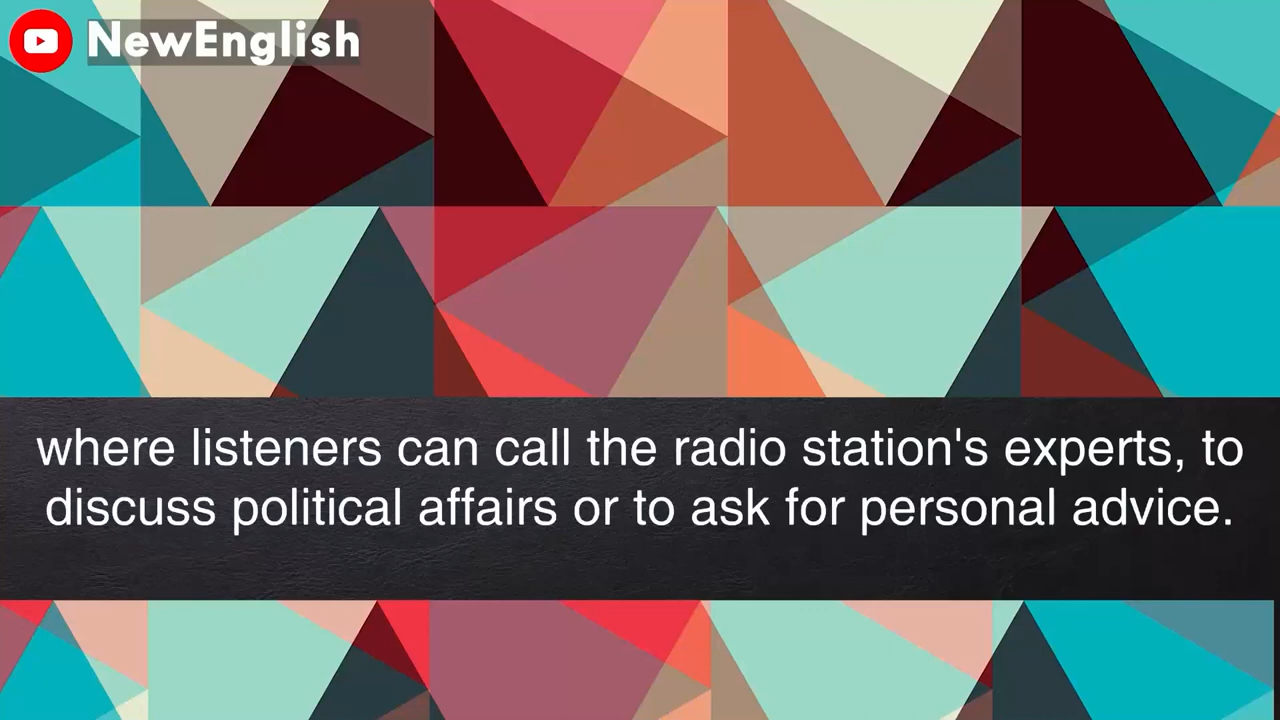 NewEnglish
where listeners can call the radio station's experts, to
discuss political affairs or to ask for personal advice.